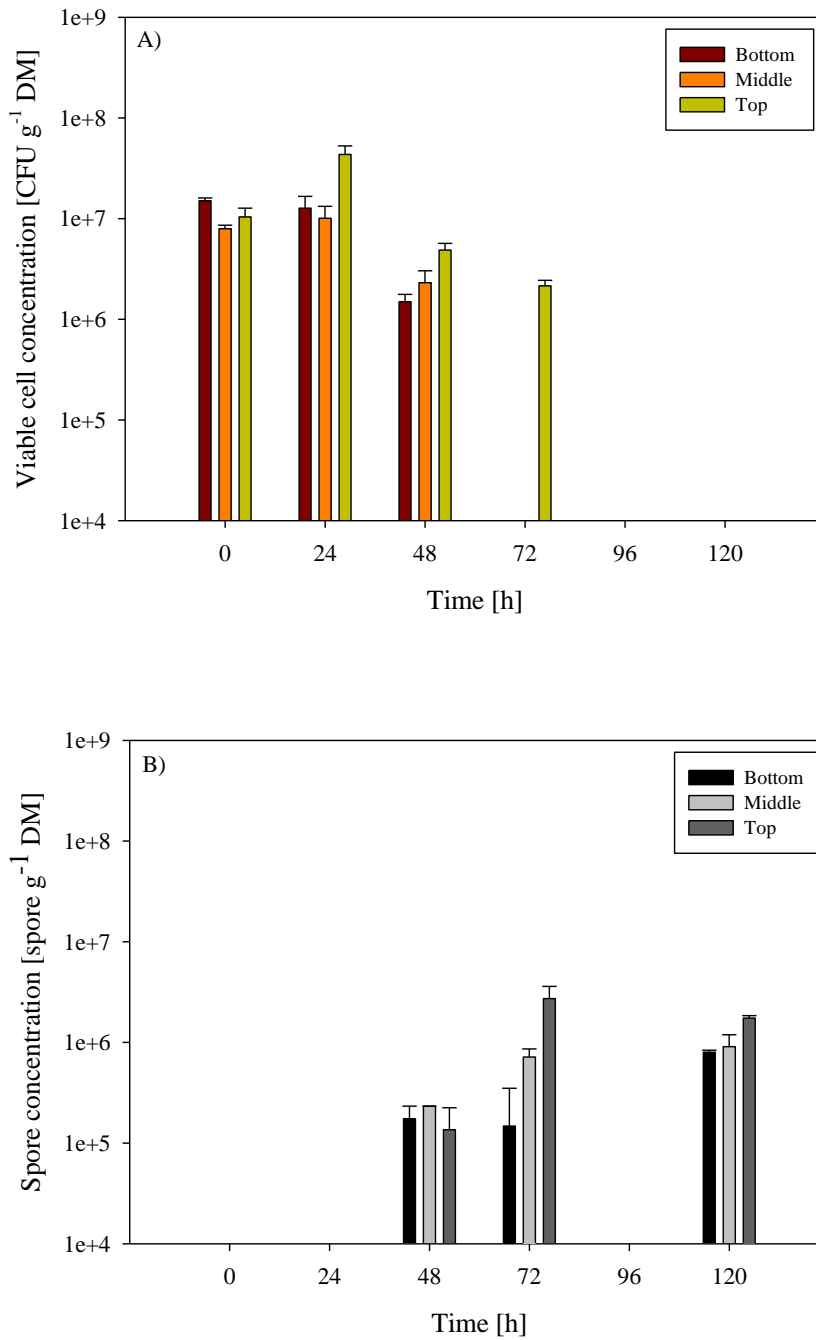 A)
Bottom
Middle
Top
Viable cell concentration [CFU g⁻¹ DM]
1e+9
1e+8
1e+7
1e+6
1e+5
1e+4
0 24 48 72 96 120
Time [h]
B)
Bottom
Middle
Top
Spore concentration [spore g⁻¹ DM]
1e+9
1e+8
1e+7
1e+6
1e+5
1e+4
0 24 48 72 96 120
Time [h]